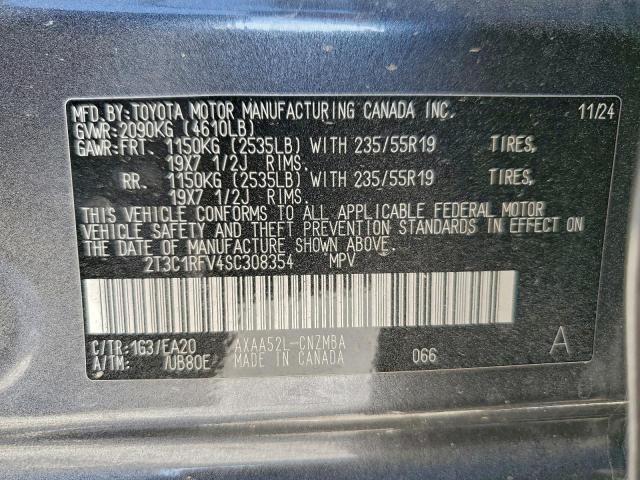 MFD.BY:TOYOTA MOTOR MANUFACTURING CANADA INC. 11/24
GVWR:2090KG (4610LB)
GAWR:FRT. 1150KG (2535LB) WITH 235/55R19 TIRES,
19X7 1/2J RIMS.
RR. 1150KG (2535LB) WITH 235/55R19 TIRES,
19X7 1/2J RIMS.
THIS VEHICLE CONFORMS TO ALL APPLICABLE FEDERAL MOTOR
VEHICLE SAFETY AND THEFT PREVENTION STANDARDS IN EFFECT ON
THE DATE OF MANUFACTURE SHOWN ABOVE.
2T3C1RFV4SC308354 MPV
C/TR:1G3/EA20 AXAA52L-CNZMBA A
A/TM: /UB80E MADE IN CANADA 066